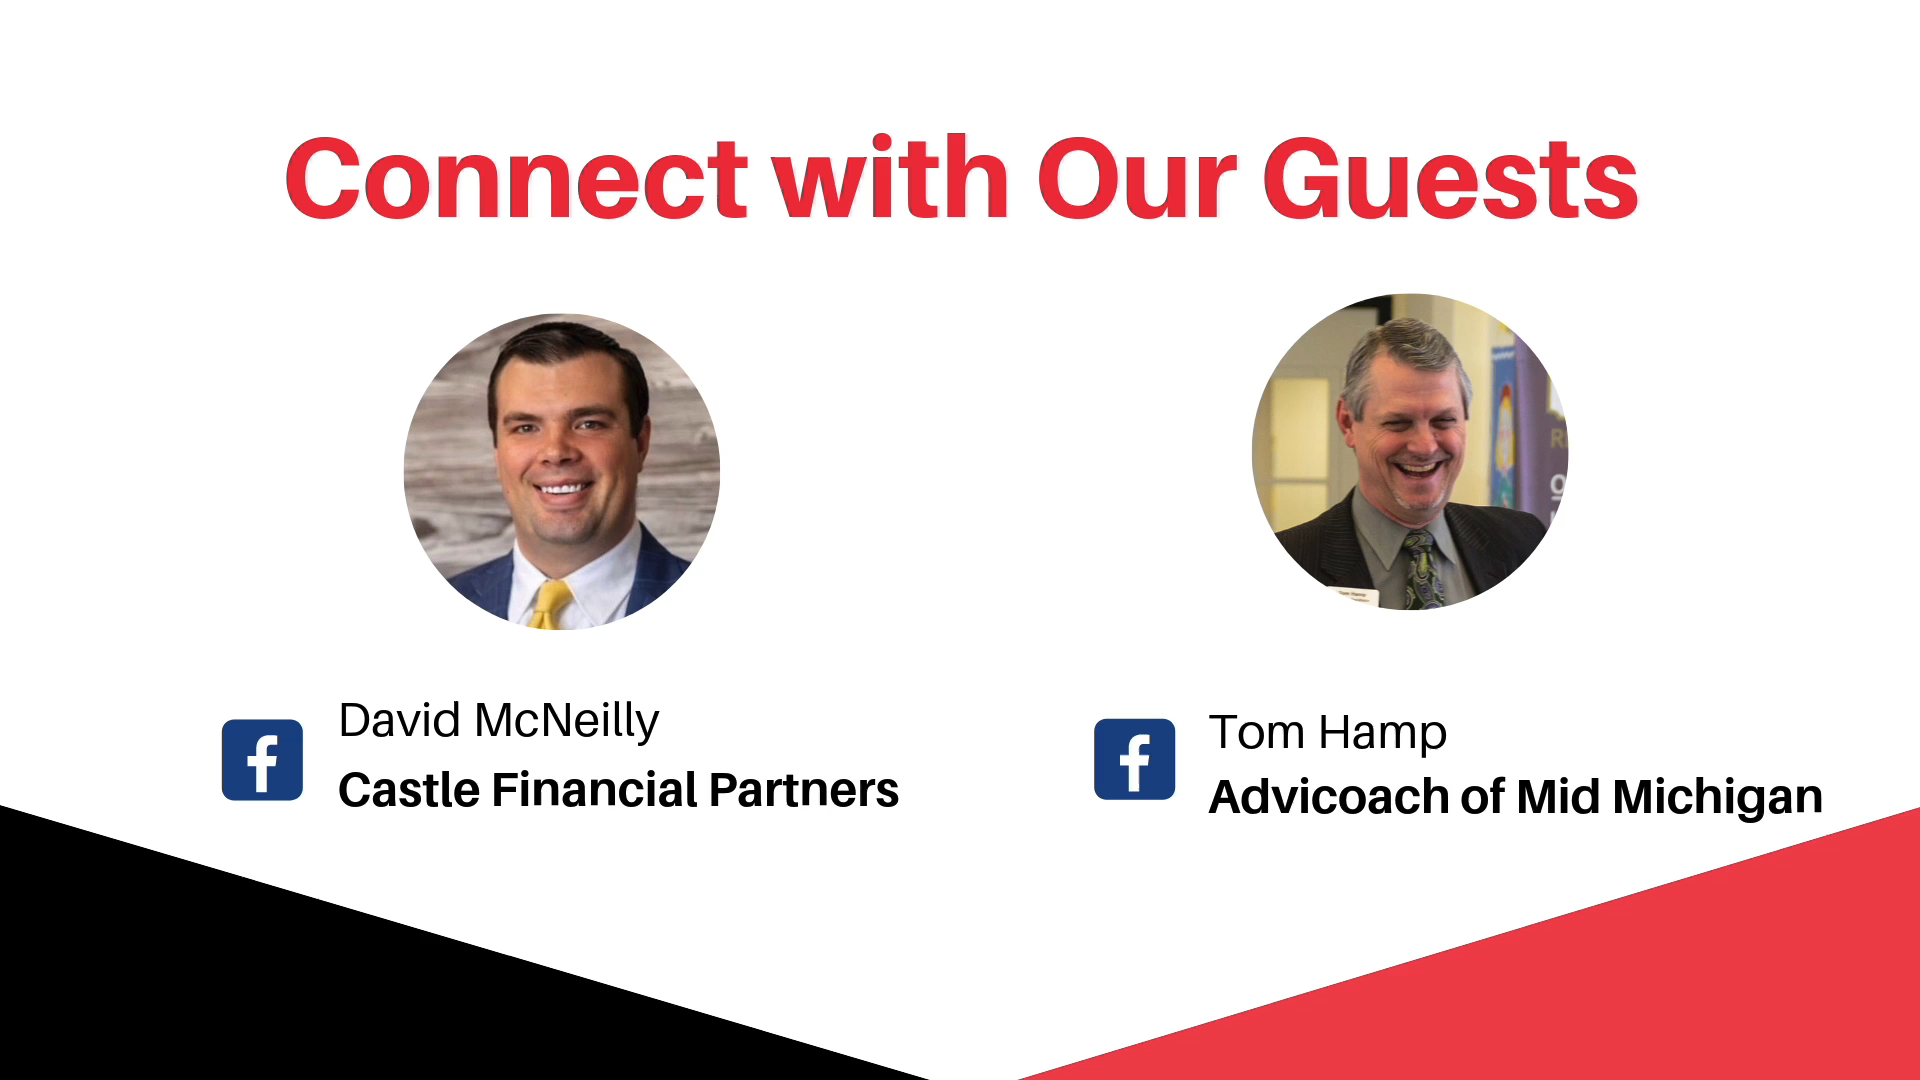 Connect with Our Guests
David McNeilly
Castle Financial Partners
Tom Hamp
Advicoach of Mid Michigan